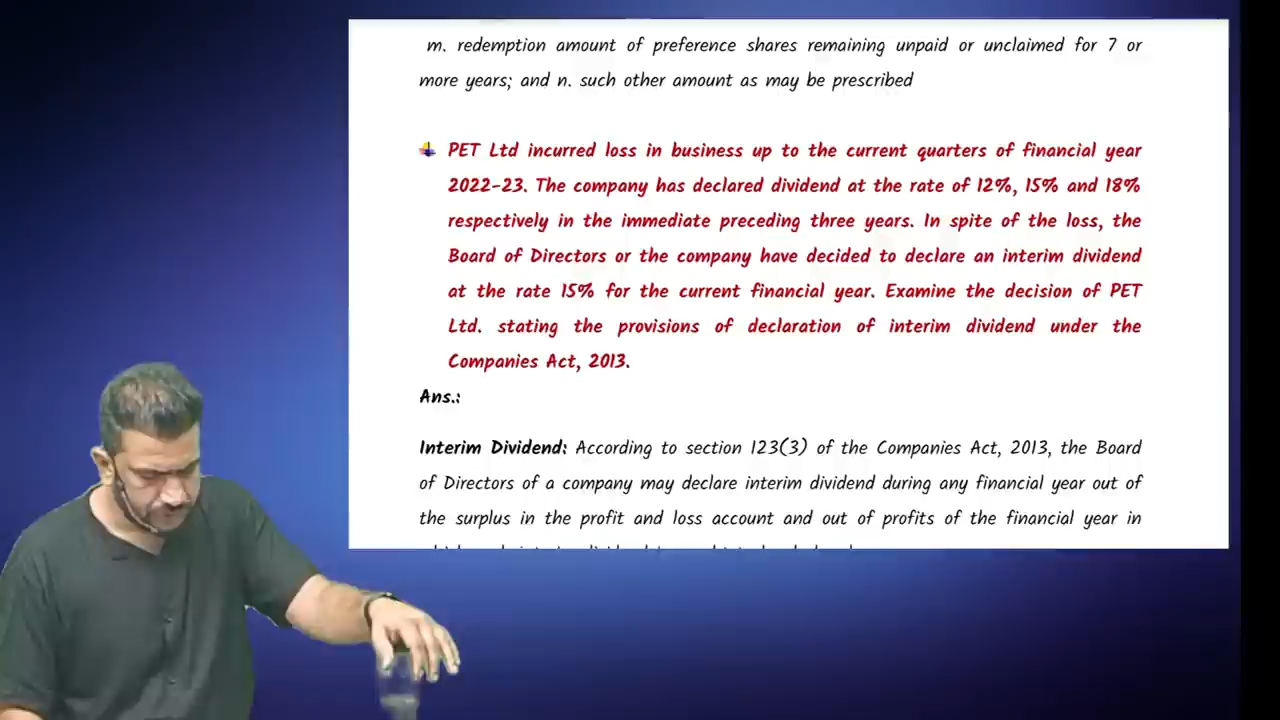 m. redemption amount of preference shares remaining unpaid or unclaimed for 7 or
more years; and n. such other amount as may be prescribed
PET Ltd incurred loss in business up to the current quarters of financial year
2022-23. The company has declared dividend at the rate of 12%, 15% and 18%
respectively in the immediate preceding three years. In spite of the loss, the
Board of Directors or the company have decided to declare an interim dividend
at the rate 15% for the current financial year. Examine the decision of PET
Ltd. stating the provisions of declaration of interim dividend under the
Companies Act, 2013.
Ans.:
Interim Dividend: According to section 123(3) of the Companies Act, 2013, the Board
of Directors of a company may declare interim dividend during any financial year out of
the surplus in the profit and loss account and out of profits of the financial year in